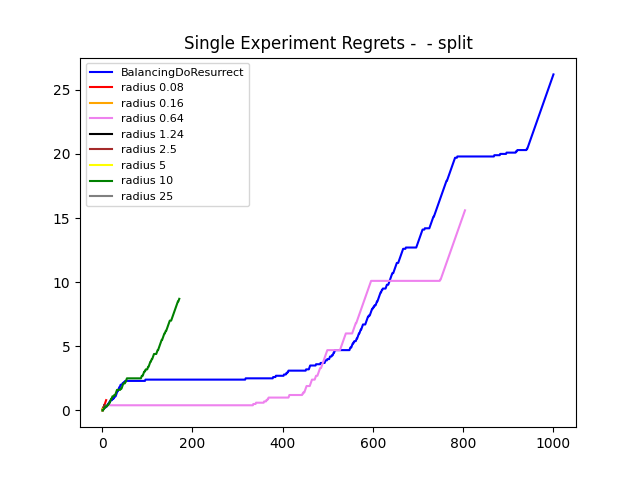 Single Experiment Regrets -  - split
BalancingDoResurrect
radius 0.08
radius 0.16
radius 0.64
radius 1.24
radius 2.5
radius 5
radius 10
radius 25
25
20
15
10
5
0
0 200 400 600 800 1000